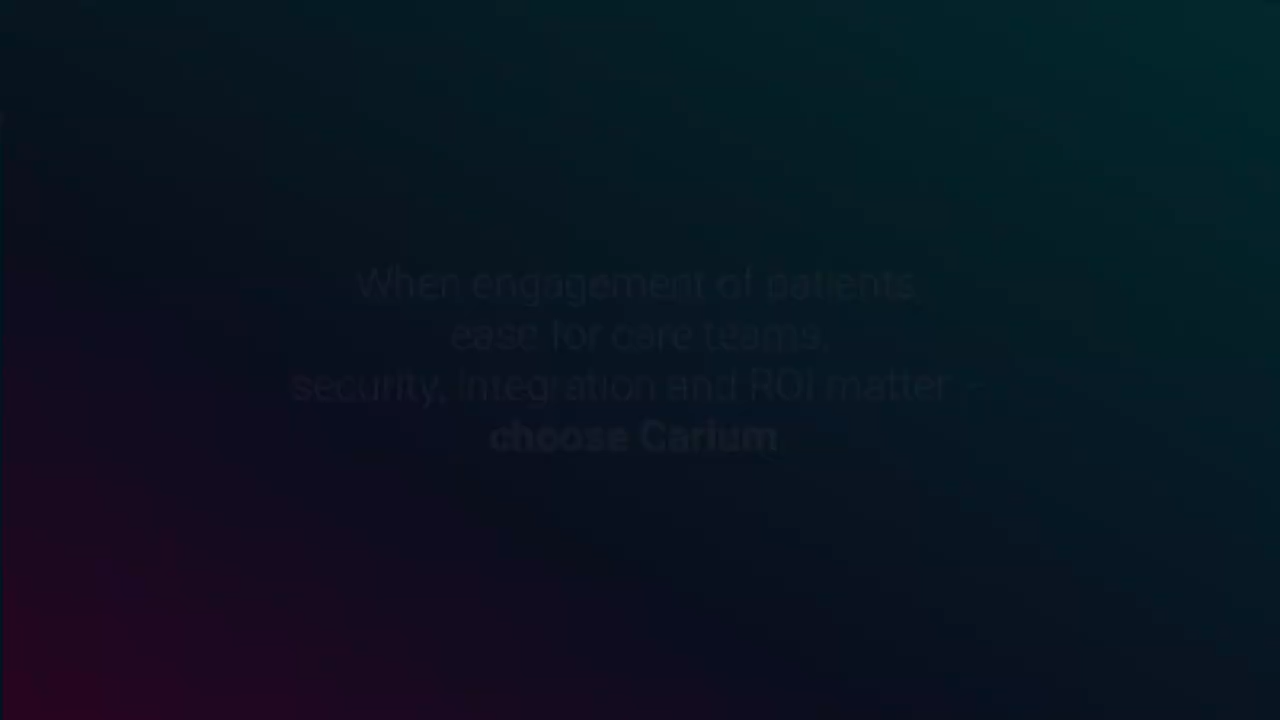 When engagement of patients,
ease for care teams,
security, integration and ROI matter –
choose Carium